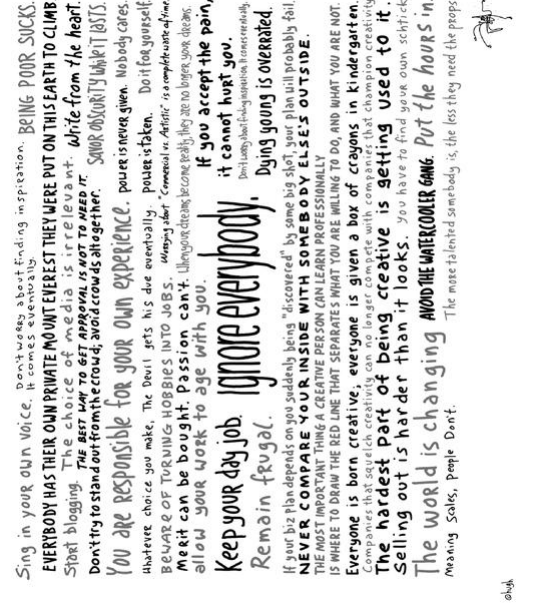 Sing in your own voice. Don't worry about finding inspiration. It comes eventually. BEING POOR SUCKS.
EVERYBODY HAS THEIR OWN PRIVATE MOUNT EVEREST THEY WERE PUT ON THIS EARTH TO CLIMB
Start blogging. The choice of media is irrelevant. Write from the heart.
THE BEST WAY TO GET APPROVAL IS NOT TO NEED IT. SAVOR OBSCURITY WHILE IT LASTS.
Don't try to stand out from the crowd; avoid crowds altogether.
You are responsible for your own experience. power is never given. Nobody cares.
Whatever choice you make, The Devil gets his due eventually. power is taken. Do it for yourself.
BEWARE OF TURNING HOBBIES INTO JOBS. Worrying about "Commercial vs. Artistic" is a complete waste of time.
Merit can be bought. Passion can't. When your dreams become reality, they are no longer your dreams.
allow your work to age with you. If you accept the pain,
Keep your day job. Ignore everybody. it cannot hurt you.
Don't worry about finding inspiration. It comes eventually.
Remain frugal. Dying young is overrated.
If your biz plan depends on you suddenly being "discovered" by some big shot, your plan will probably fail.
NEVER COMPARE YOUR INSIDE WITH SOMEBODY ELSE'S OUTSIDE.
THE MOST IMPORTANT THING A CREATIVE PERSON CAN LEARN PROFESSIONALLY
IS WHERE TO DRAW THE RED LINE THAT SEPARATES WHAT YOU ARE WILLING TO DO, AND WHAT YOU ARE NOT.
Everyone is born creative; everyone is given a box of crayons in kindergarten.
Companies that squelch creativity can no longer compete with companies that champion creativity
The hardest part of being creative is getting used to it.
Selling out is harder than it looks. You have to find your own schtick
The world is changing AVOID THE WATERCOOLER GANG. Put the hours in.
Meaning Scales, People Don't. The more talented somebody is, the less they need the props
©hugh